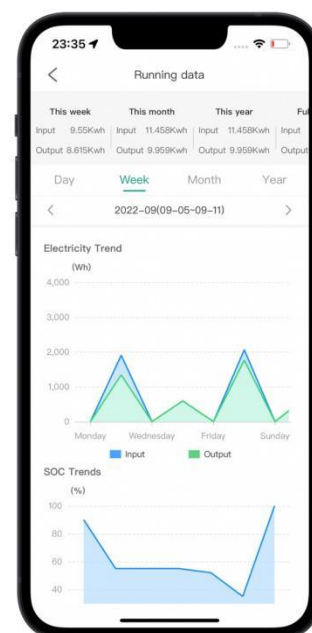 23:35
Running data
This week This month This year Ful
Input 9.55Kwh Input 11.458Kwh Input 11.458Kwh Input
Output 8.615Kwh Output 9.959Kwh Output 9.959Kwh Output
Day Week Month Year
2022-09(09-05~09-11)
Electricity Trend
(Wh)
4,000
3,000
2,000
1,000
0
Monday Wednesday Friday Sunday
Input Output
SOC Trends
(%)
100
80
60
40